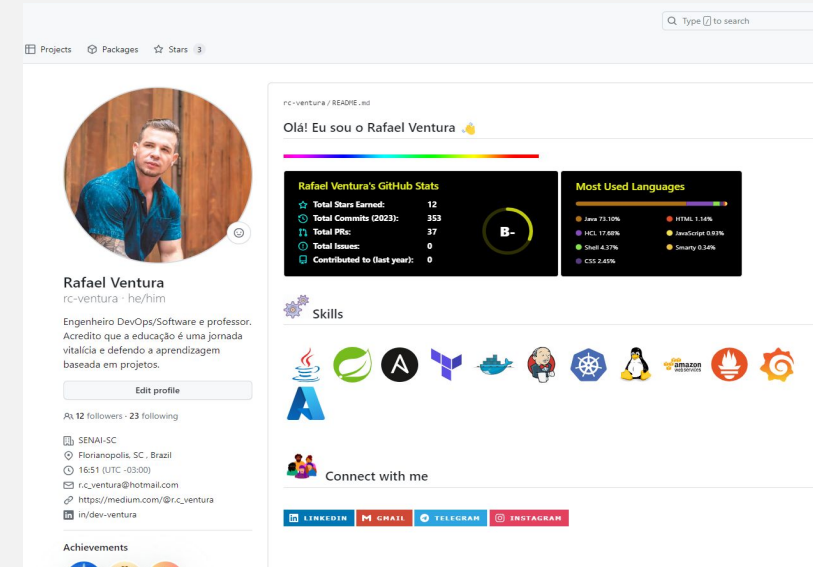 Type / to search
Projects Packages Stars 3
rc-ventura / README.md
Olá! Eu sou o Rafael Ventura
Rafael Ventura's GitHub Stats
Total Stars Earned: 12
Total Commits (2023): 353
Total PRs: 37
Total Issues: 0
Contributed to (last year): 0
B-
Most Used Languages
Java 73.10%
HCL 17.68%
Shell 4.37%
CSS 2.45%
HTML 1.14%
JavaScript 0.93%
Smarty 0.34%
Rafael Ventura
rc-ventura · he/him
Engenheiro DevOps/Software e professor.
Acredito que a educação é uma jornada
vitalícia e defendo a aprendizagem
baseada em projetos.
Edit profile
12 followers · 23 following
SENAI-SC
Florianopolis, SC , Brazil
16:51 (UTC -03:00)
r.c_ventura@hotmail.com
https://medium.com/@r.c_ventura
in/dev-ventura
Achievements
Skills
Java
A
amazon
web services
Connect with me
LINKEDIN GMAIL TELEGRAM INSTAGRAM